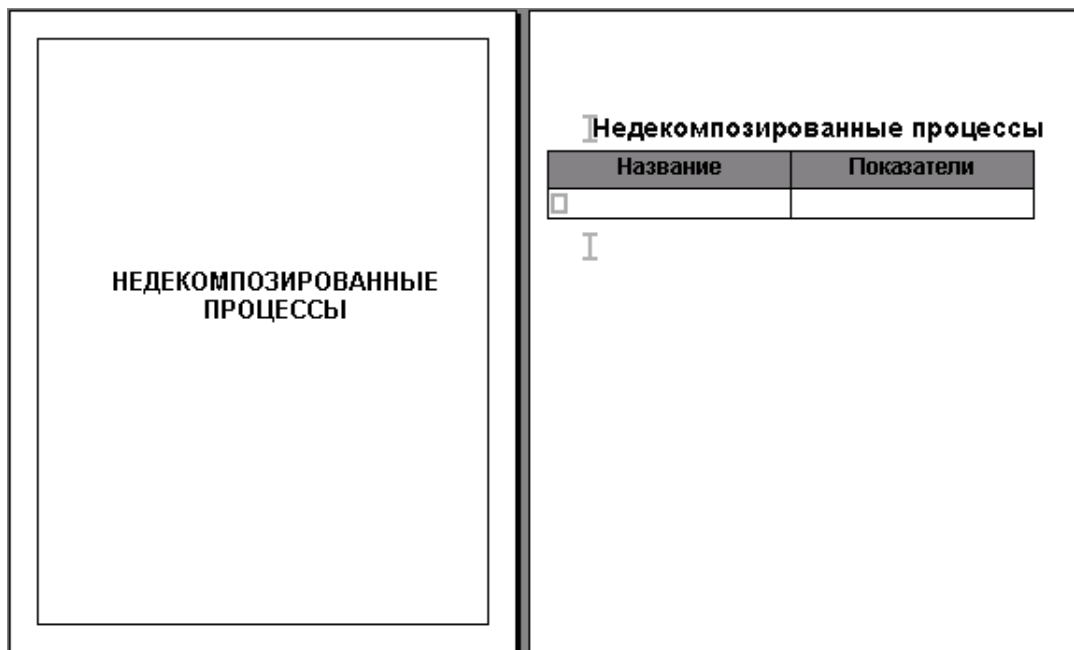 НЕДЕКОМПОЗИРОВАННЫЕ
ПРОЦЕССЫ
Недекомпозированные процессы
Название Показатели